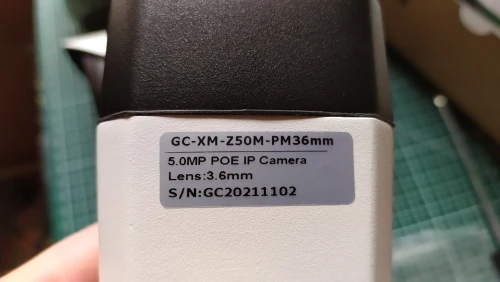 GC-XM-Z50M-PM36mm
5.0MP POE IP Camera
Lens:3.6mm
S/N:GC20211102